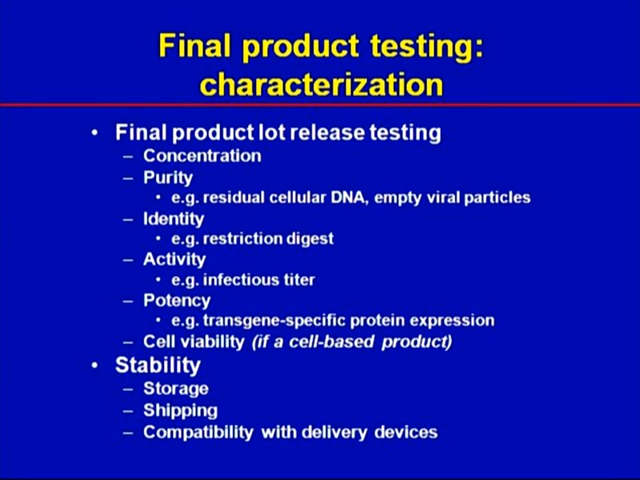 Final product testing:
characterization
• Final product lot release testing
– Concentration
– Purity
• e.g. residual cellular DNA, empty viral particles
– Identity
• e.g. restriction digest
– Activity
• e.g. infectious titer
– Potency
• e.g. transgene-specific protein expression
– Cell viability (if a cell-based product)
• Stability
– Storage
– Shipping
– Compatibility with delivery devices